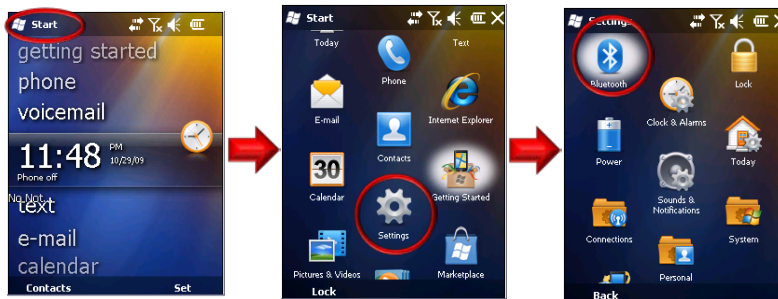 Start
getting started
phone
voicemail
11:48
PM
10/29/09
Phone off
No Not
text
e-mail
calendar
Contacts
Set
Start
Today
Text
Phone
E-mail
Internet Explorer
Contacts
30
Calendar
Getting Started
Settings
Pictures & Videos
Marketplace
Lock
Settings
Bluetooth
Lock
Clock & Alarms
Power
Today
Sounds &
Notifications
Connections
System
Personal
Back